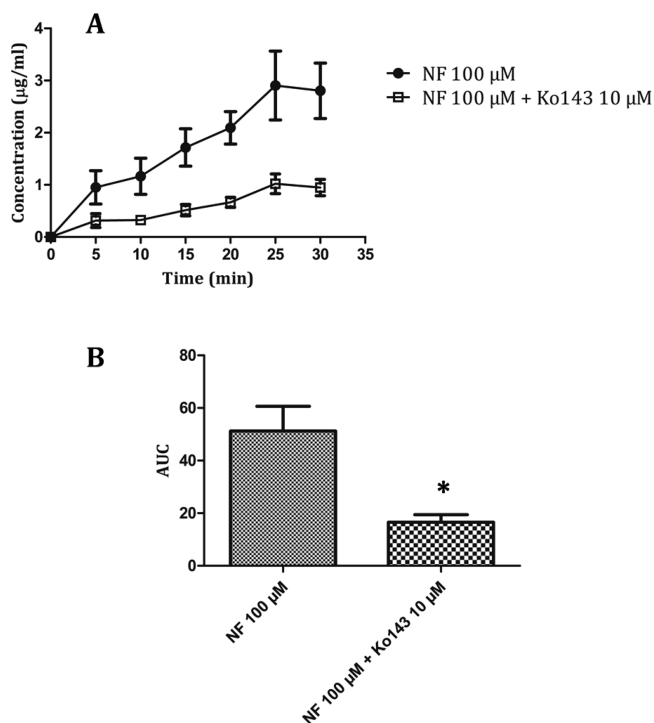 A
Concentration (µg/ml)
4
3
2
1
0
0 5 10 15 20 25 30 35
Time (min)
NF 100 µM
NF 100 µM + Ko143 10 µM
B
AUC
80
60
40
20
0
*
NF 100 µM
NF 100 µM + Ko143 10 µM